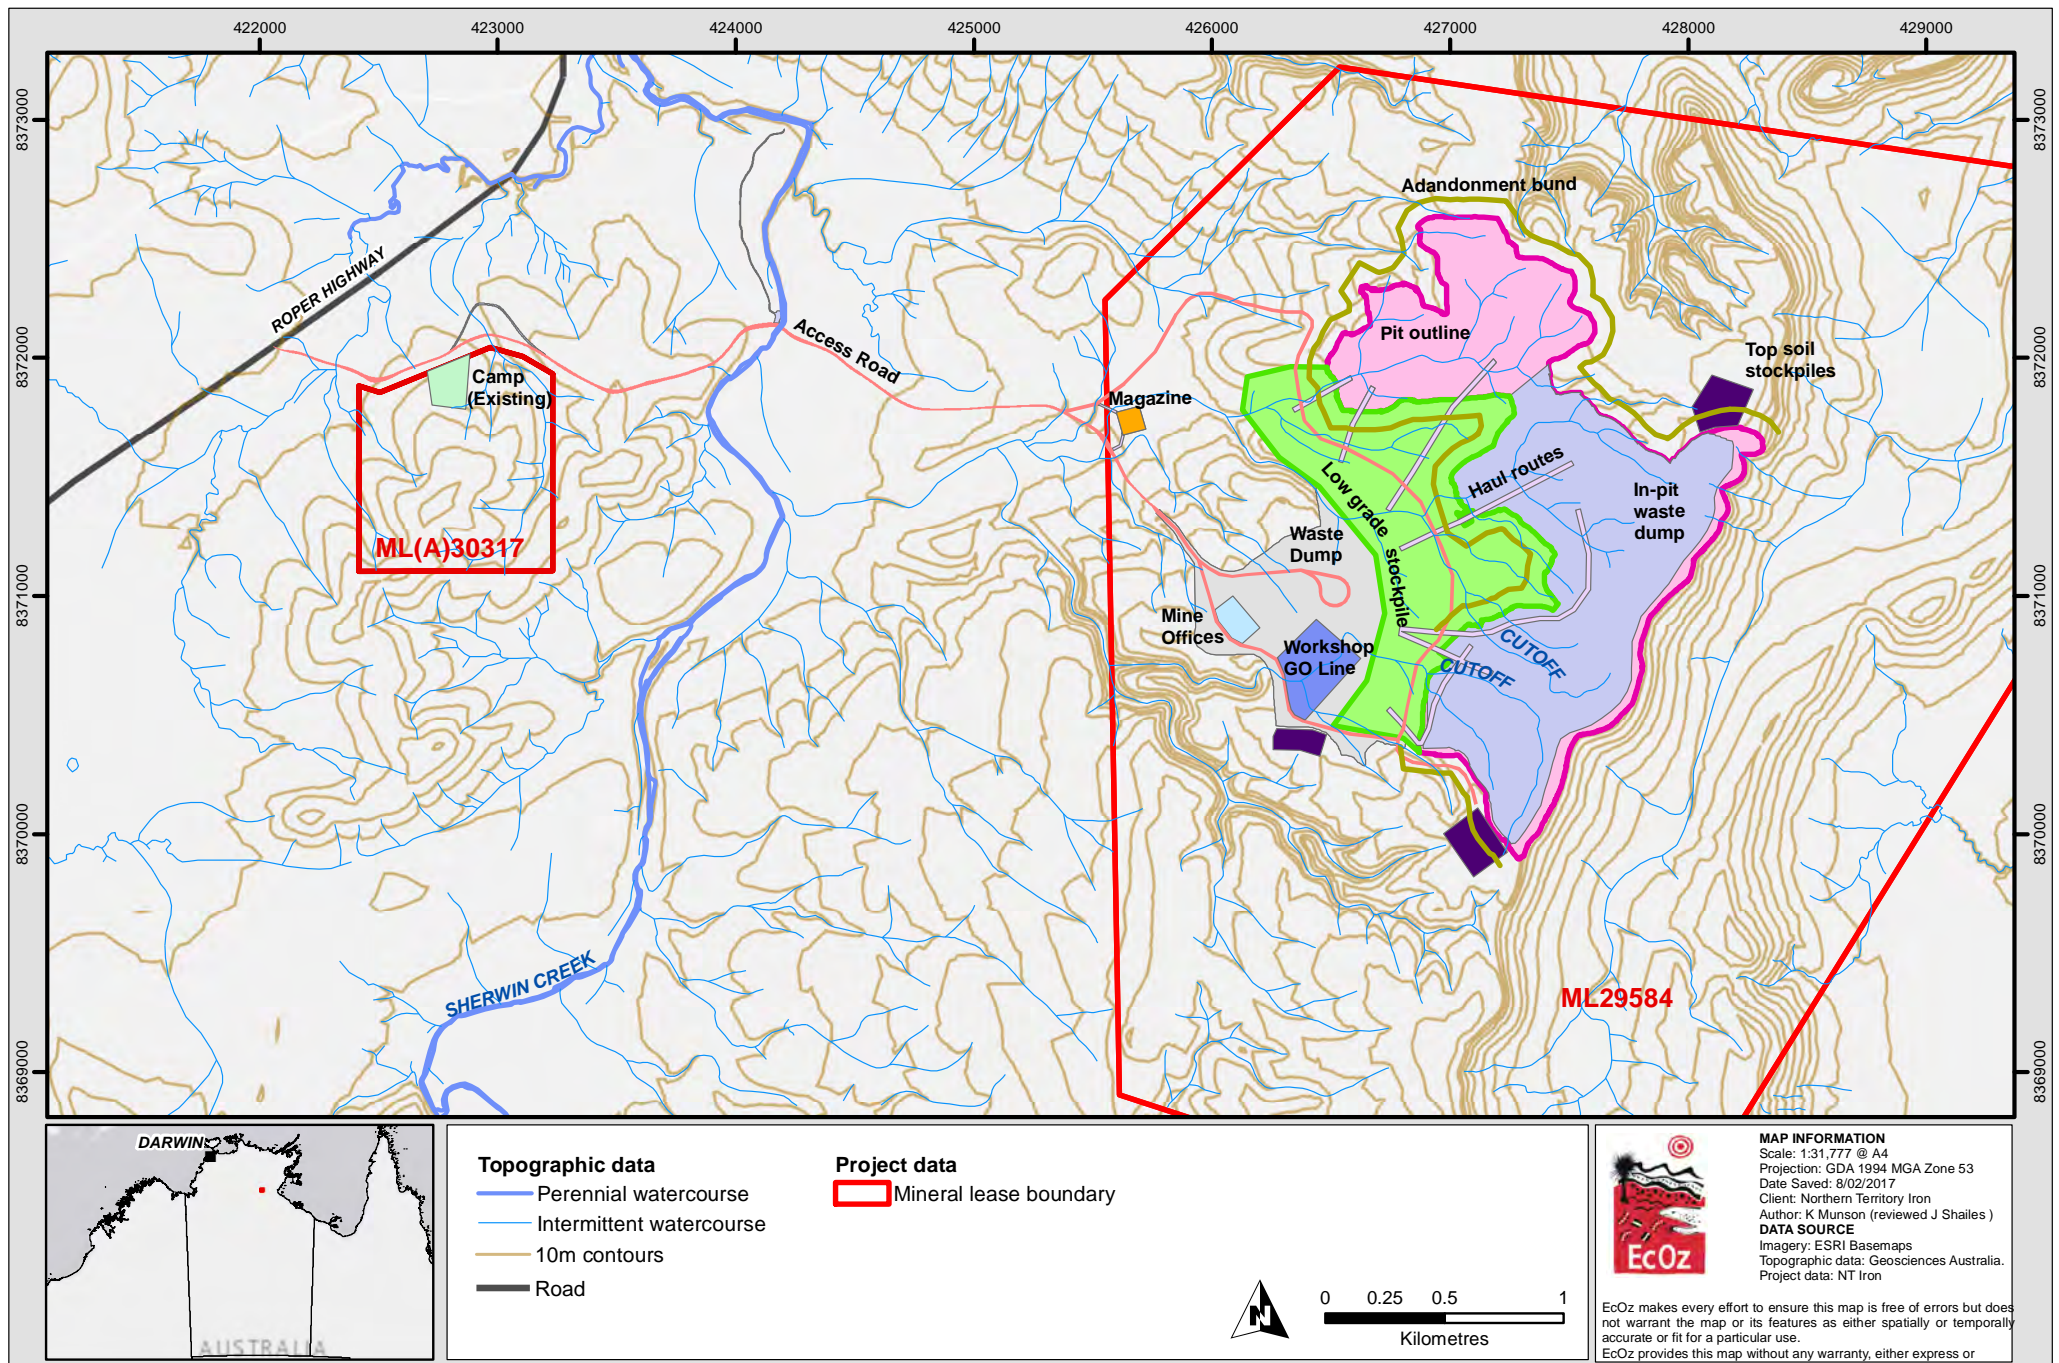 422000 423000 424000 425000 426000 427000 428000 429000
8373000
8372000
8371000
8370000
8369000
8373000
8372000
8371000
8370000
8369000
ROPER HIGHWAY
Camp
(Existing)
ML(A)30317
Access Road
SHERWIN CREEK
Magazine
Adandonment bund
Pit outline
Top soil
stockpiles
Haul routes
In-pit
waste
dump
Low grade stockpile
Waste
Dump
Mine
Offices
Workshop
GO Line
CUTOFF
CUTOFF
ML29584
DARWIN
AUSTRALIA
Topographic data
Perennial watercourse
Intermittent watercourse
10m contours
Road
Project data
Mineral lease boundary
N
0 0.25 0.5 1
Kilometres
EcOz
MAP INFORMATION
Scale: 1:31,777 @ A4
Projection: GDA 1994 MGA Zone 53
Date Saved: 8/02/2017
Client: Northern Territory Iron
Author: K Munson (reviewed J Shailes )
DATA SOURCE
Imagery: ESRI Basemaps
Topographic data: Geosciences Australia.
Project data: NT Iron
EcOz makes every effort to ensure this map is free of errors but does
not warrant the map or its features as either spatially or temporally
accurate or fit for a particular use.
EcOz provides this map without any warranty, either express or